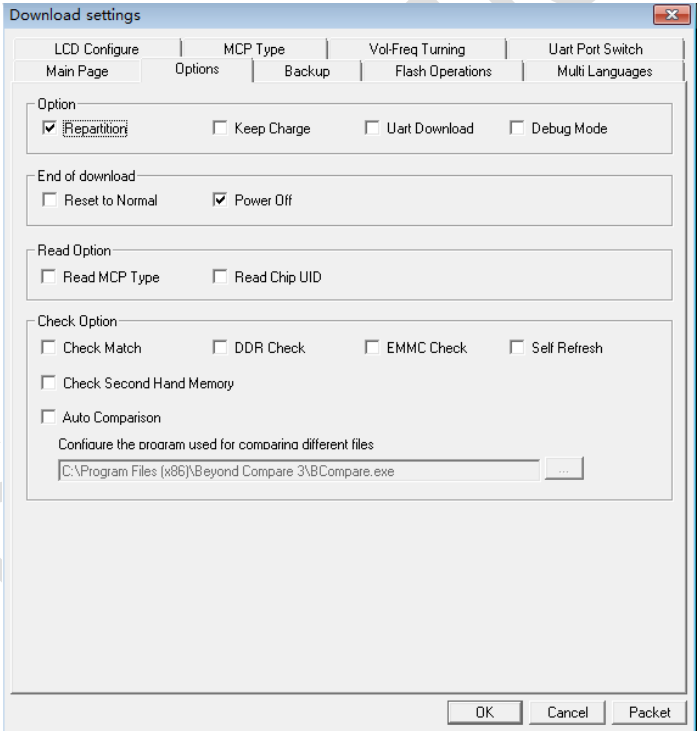 Download settings
LCD Configure MCP Type Vol-Freq Turning Uart Port Switch
Main Page Options Backup Flash Operations Multi Languages
Option
Repartition Keep Charge Uart Download Debug Mode
End of download
Reset to Normal Power Off
Read Option
Read MCP Type Read Chip UID
Check Option
Check Match DDR Check EMMC Check Self Refresh
Check Second Hand Memory
Auto Comparison
Configure the program used for comparing different files
C:\Program Files (x86)\Beyond Compare 3\BCompare.exe ...
OK Cancel Packet